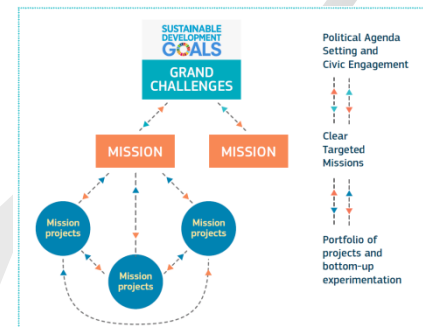 SUSTAINABLE
DEVELOPMENT
GOALS
GRAND
CHALLENGES
MISSION
MISSION
Mission
projects
Mission
projects
Mission
projects
Political Agenda
Setting and
Civic Engagement
Clear
Targeted
Missions
Portfolio of
projects and
bottom-up
experimentation